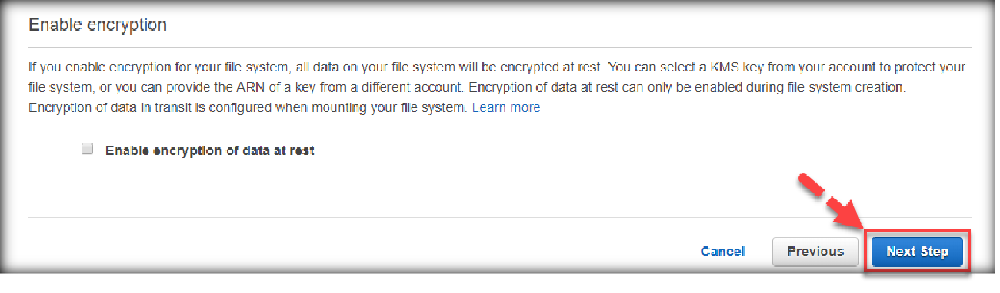 Enable encryption
If you enable encryption for your file system, all data on your file system will be encrypted at rest. You can select a KMS key from your account to protect your
file system, or you can provide the ARN of a key from a different account. Encryption of data at rest can only be enabled during file system creation.
Encryption of data in transit is configured when mounting your file system. Learn more
Enable encryption of data at rest
Cancel Previous Next Step